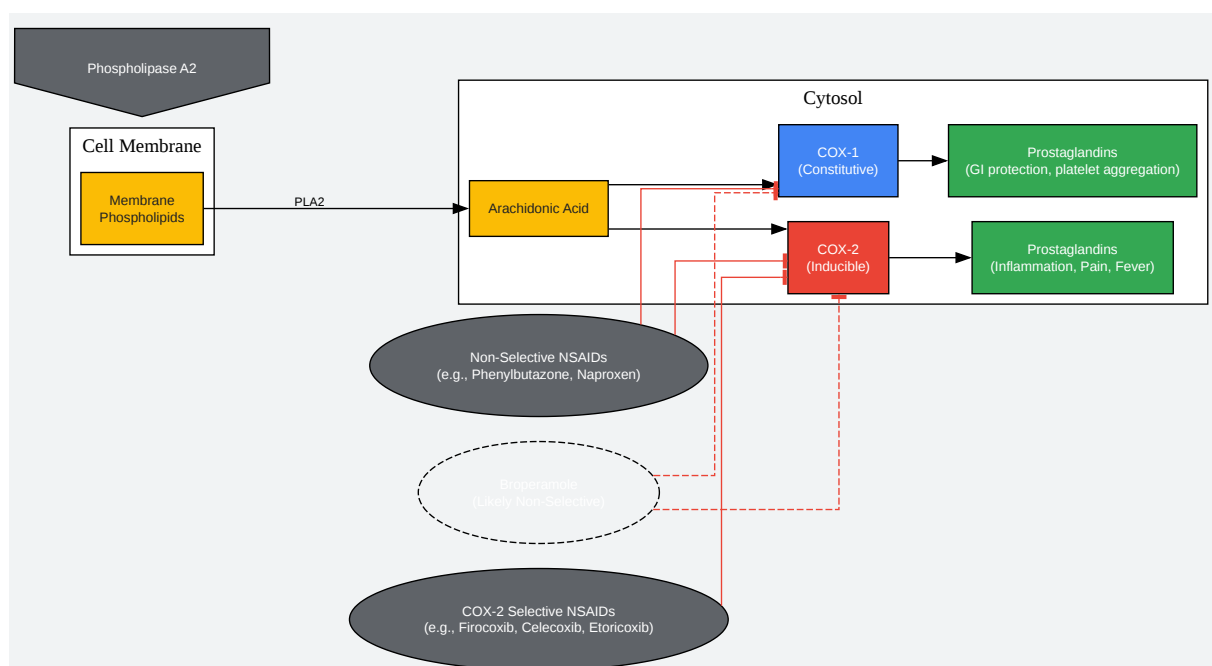 Phospholipase A2
Cell Membrane
Membrane
Phospholipids
PLA2
Cytosol
Arachidonic Acid
COX-1
(Constitutive)
Prostaglandins
(GI protection, platelet aggregation)
COX-2
(Inducible)
Prostaglandins
(Inflammation, Pain, Fever)
Non-Selective NSAIDs
(e.g., Phenylbutazone, Naproxen)
Broperamole
(Likely Non-Selective)
COX-2 Selective NSAIDs
(e.g., Firocoxib, Celecoxib, Etoricoxib)